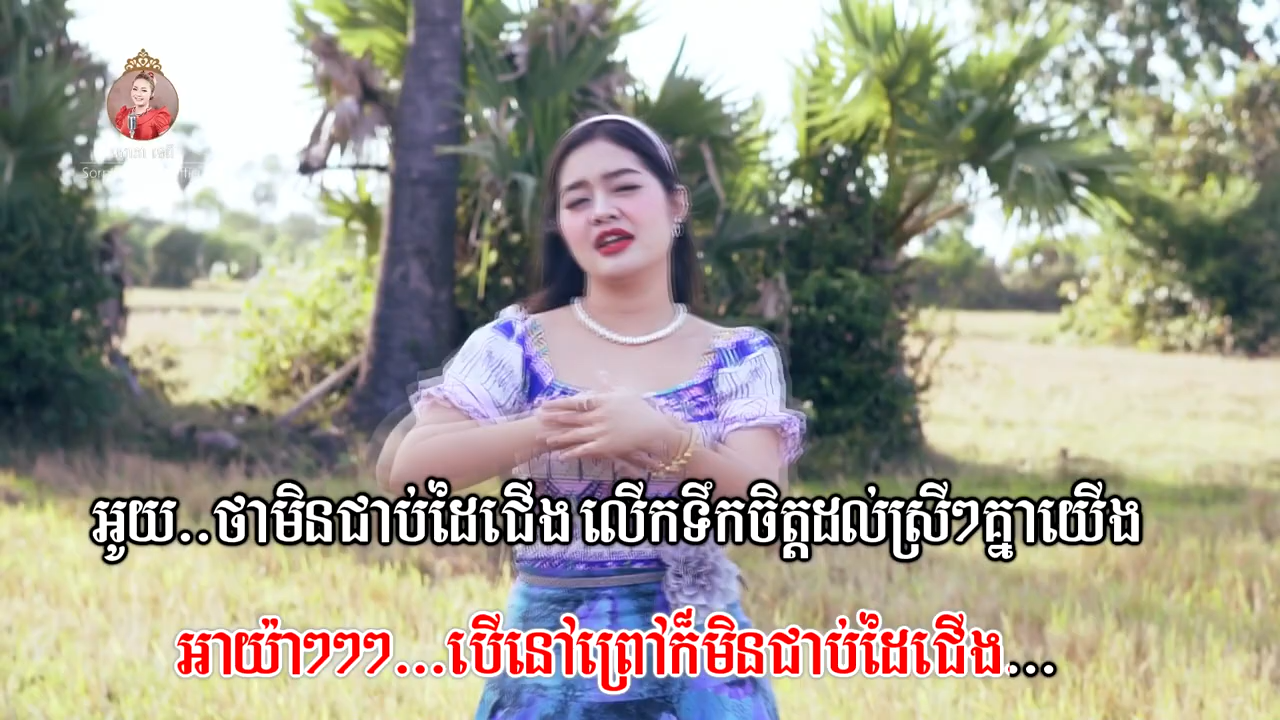 អូយ..ថាមិនជាប់ដៃជើង លើកទឹកចិត្តដល់ស្រីៗគ្នាយើង
អាយ៉ាៗៗៗ...បើនៅព្រៅក៏មិនជាប់ដៃជើង...